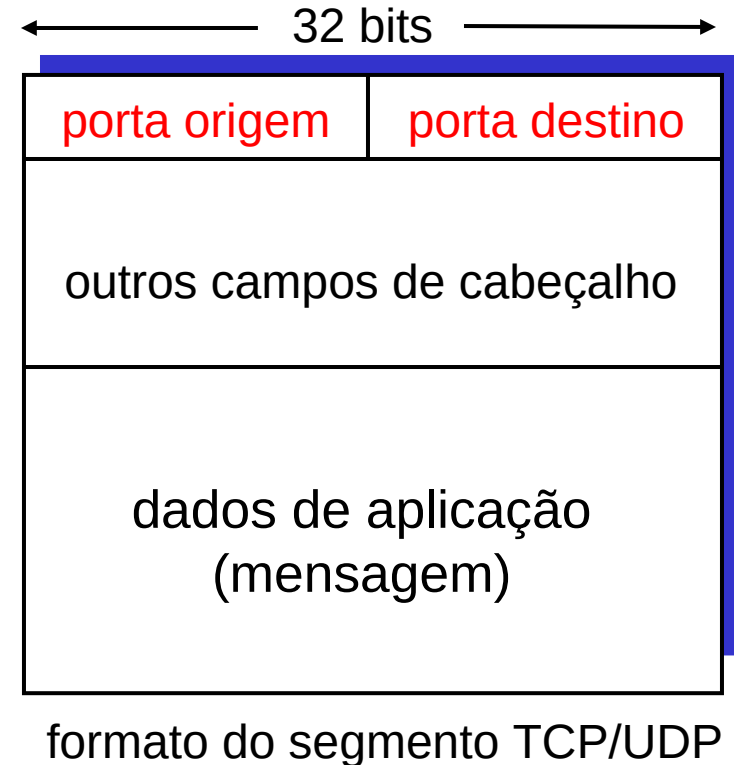 32 bits
porta origem
porta destino
outros campos de cabeçalho
dados de aplicação
(mensagem)
formato do segmento TCP/UDP